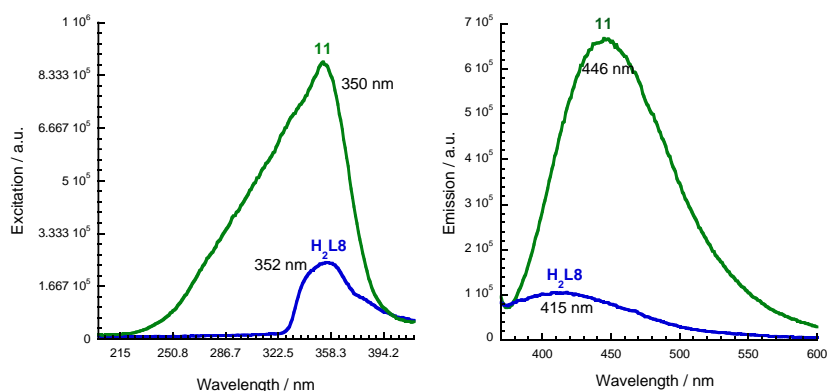 1 10⁶
8.333 10⁵
6.667 10⁵
5 10⁵
3.333 10⁵
1.667 10⁵
0
Excitation / a.u.
11
350 nm
H₂L8
352 nm
215
250.8
286.7
322.5
358.3
394.2
Wavelength / nm
7 10⁵
6 10⁵
5 10⁵
4 10⁵
3 10⁵
2 10⁵
1 10⁵
0
Emission / a.u.
11
446 nm
H₂L8
415 nm
400
450
500
550
600
Wavelength / nm